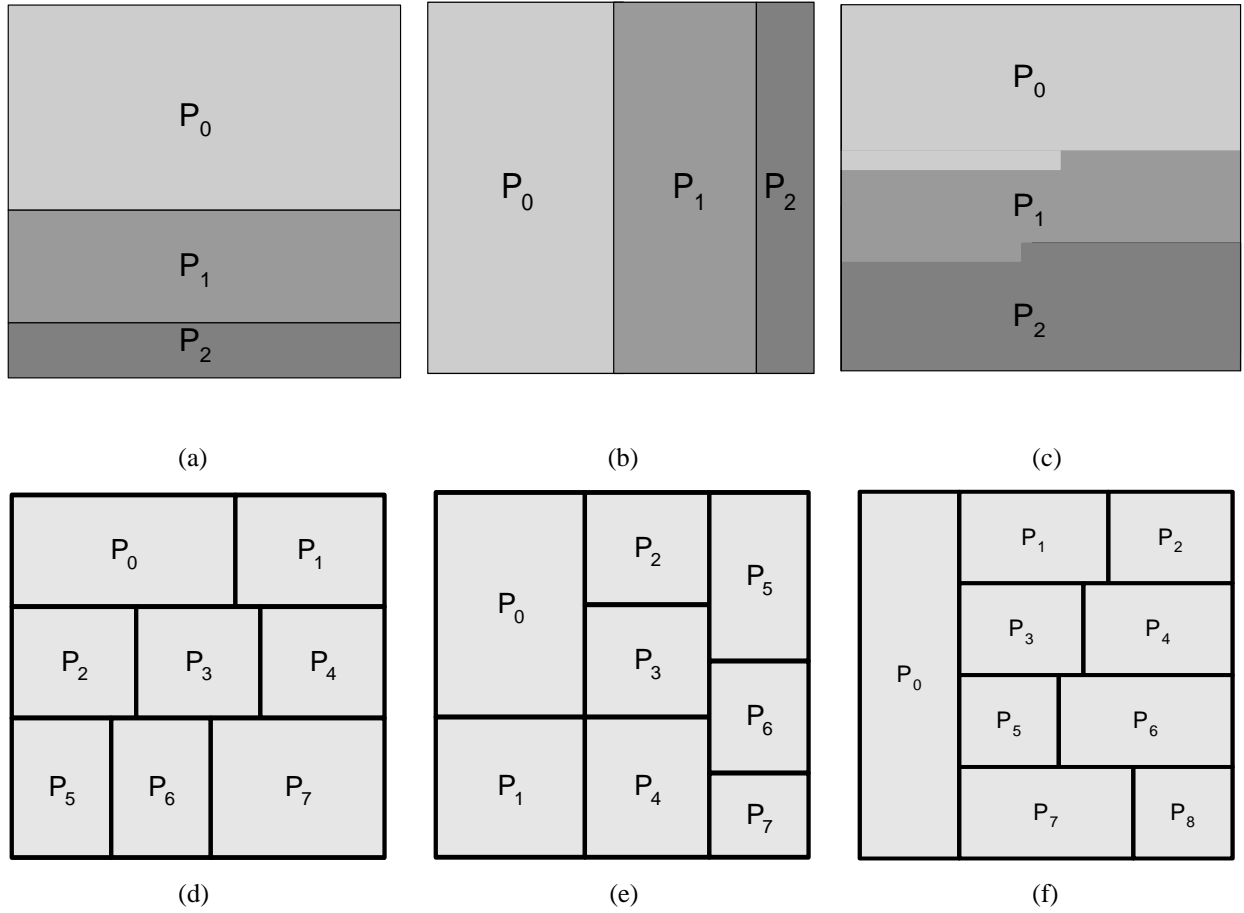 P0
P1
P2
(a)
P0 P1 P2
(b)
P0
P1
P2
(c)
P0 P1
P2 P3 P4
P5 P6 P7
(d)
P0 P2 P5
P3
P6
P1 P4
P7
(e)
P0
P1 P2
P3 P4
P5 P6
P7 P8
(f)